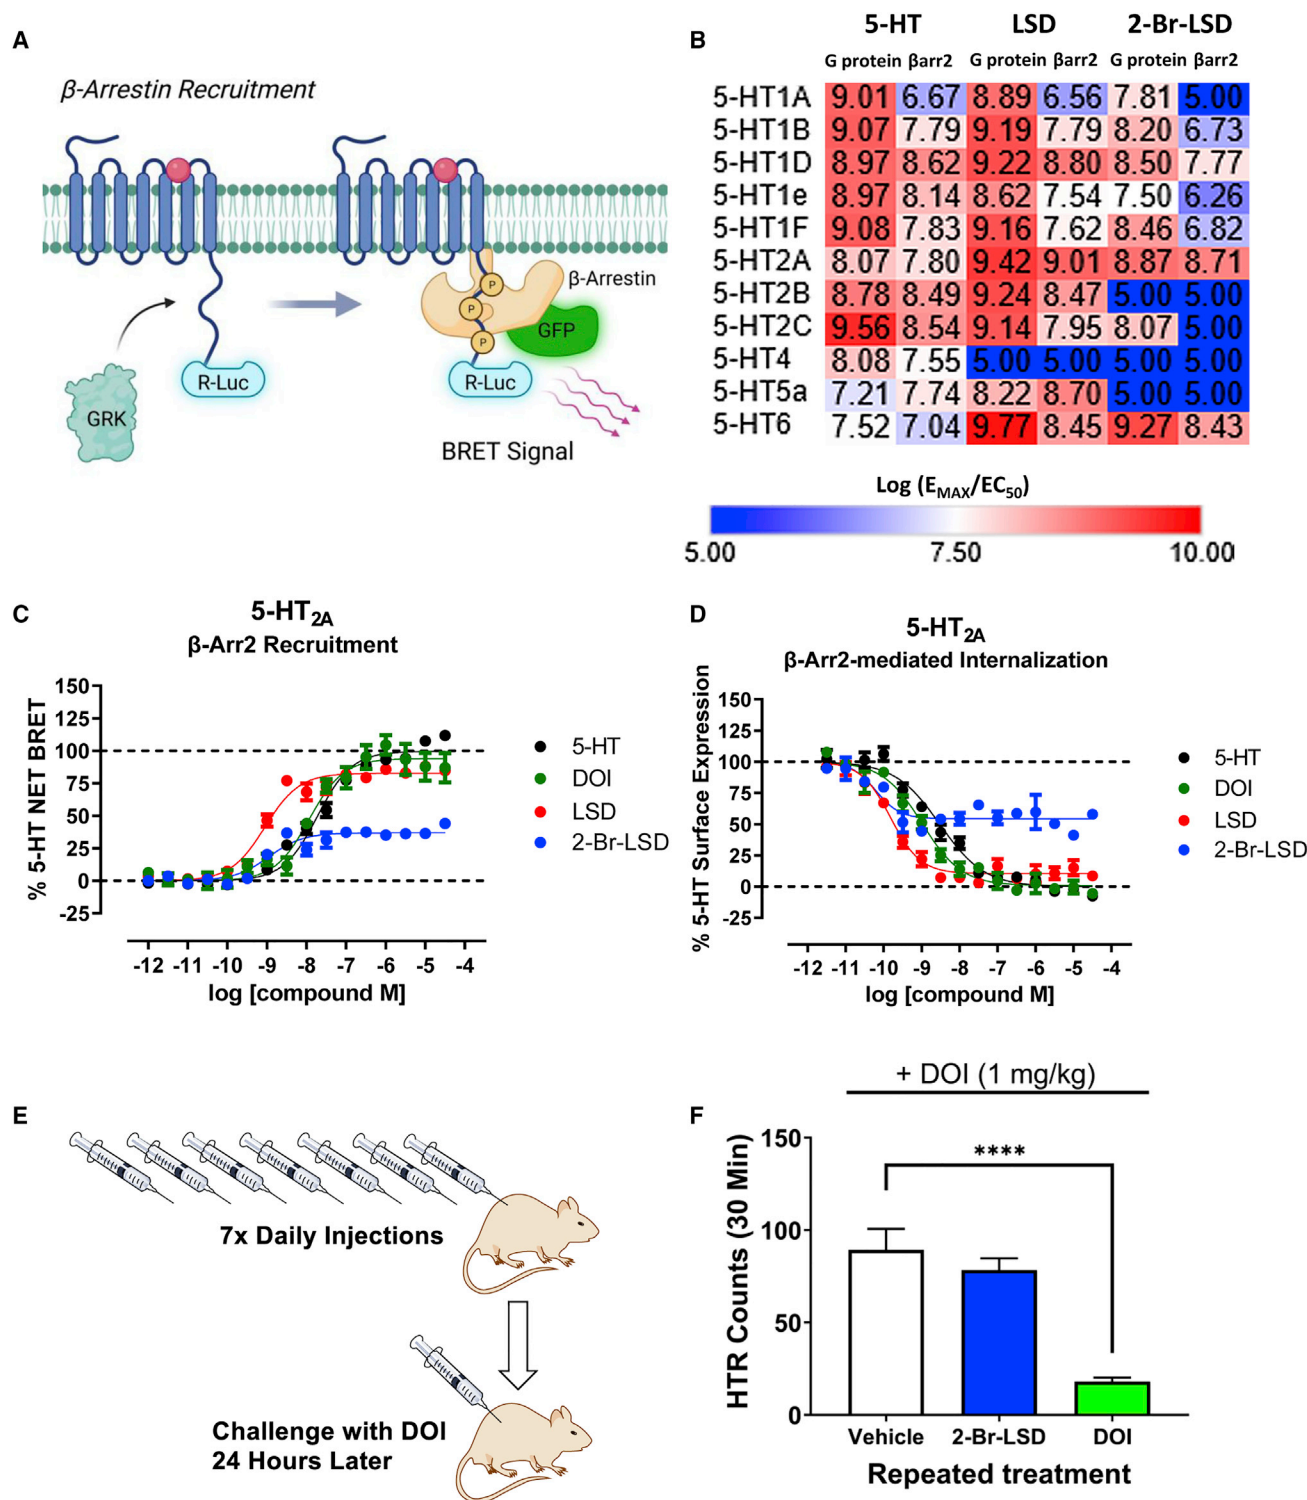 A
β-Arrestin Recruitment
GRK
R-Luc
β-Arrestin
P
P
P
GFP
R-Luc
BRET Signal
B
5-HT LSD 2-Br-LSD
G protein βarr2 G protein βarr2 G protein βarr2
5-HT1A 9.01 6.67 8.89 6.56 7.81 5.00
5-HT1B 9.07 7.79 9.19 7.79 8.20 6.73
5-HT1D 8.97 8.62 9.22 8.80 8.50 7.77
5-HT1e 8.97 8.14 8.62 7.54 7.50 6.26
5-HT1F 9.08 7.83 9.16 7.62 8.46 6.82
5-HT2A 8.07 7.80 9.42 9.01 8.87 8.71
5-HT2B 8.78 8.49 9.24 8.47 5.00 5.00
5-HT2C 9.56 8.54 9.14 7.95 8.07 5.00
5-HT4 8.08 7.55 5.00 5.00 5.00 5.00
5-HT5a 7.21 7.74 8.22 8.70 5.00 5.00
5-HT6 7.52 7.04 9.77 8.45 9.27 8.43
Log (EMAX/EC50)
5.00 7.50 10.00
C
5-HT2A
β-Arr2 Recruitment
% 5-HT NET BRET
150
125
100
75
50
25
0
-25
-12 -11 -10 -9 -8 -7 -6 -5 -4
log [compound M]
5-HT
DOI
LSD
2-Br-LSD
D
5-HT2A
β-Arr2-mediated Internalization
% 5-HT Surface Expression
150
125
100
75
50
25
0
-25
-12 -11 -10 -9 -8 -7 -6 -5 -4
log [compound M]
5-HT
DOI
LSD
2-Br-LSD
E
7x Daily Injections
Challenge with DOI
24 Hours Later
F
+ DOI (1 mg/kg)
HTR Counts (30 Min)
150
100
50
0
****
Vehicle 2-Br-LSD DOI
Repeated treatment